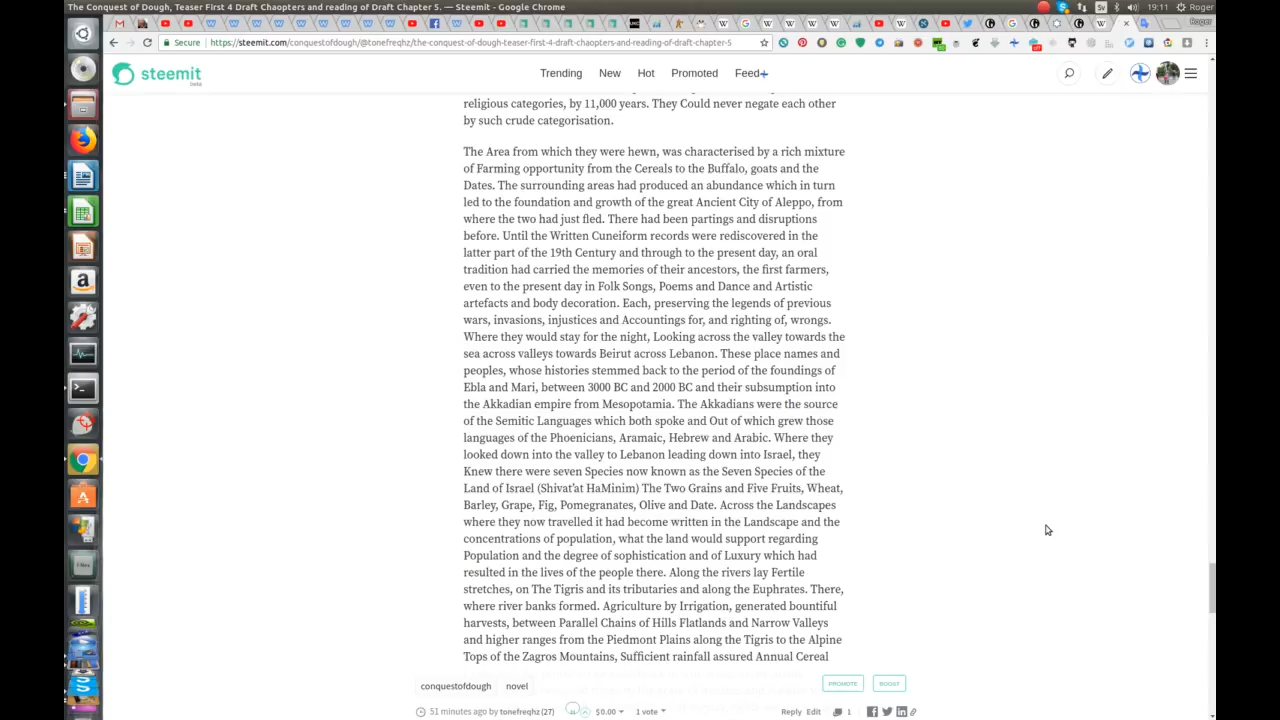 The Conquest of Dough, Teaser First 4 Draft Chaopters and reading of Draft Chapter 5. — Steemit - Google Chrome
19:11 Roger
Roger
Secure https://steemit.com/conquestofdough/@tonefreqhz/the-conquest-of-dough-teaser-first-4-draft-chaopters-and-reading-of-draft-chapter-5
steemit
beta
Trending New Hot Promoted Feed
religious categories, by 11,000 years. They Could never negate each other
by such crude categorisation.
The Area from which they were hewn, was characterised by a rich mixture
of Farming opportunity from the Cereals to the Buffalo, goats and the
Dates. The surrounding areas had produced an abundance which in turn
led to the foundation and growth of the great Ancient City of Aleppo, from
where the two had just fled. There had been partings and disruptions
before. Until the Written Cuneiform records were rediscovered in the
latter part of the 19th Century and through to the present day, an oral
tradition had carried the memories of their ancestors, the first farmers,
even to the present day in Folk Songs, Poems and Dance and Artistic
artefacts and body decoration. Each, preserving the legends of previous
wars, invasions, injustices and Accountings for, and righting of, wrongs.
Where they would stay for the night, Looking across the valley towards the
sea across valleys towards Beirut across Lebanon. These place names and
peoples, whose histories stemmed back to the period of the foundings of
Ebla and Mari, between 3000 BC and 2000 BC and their subsumption into
the Akkadian empire from Mesopotamia. The Akkadians were the source
of the Semitic Languages which both spoke and Out of which grew those
languages of the Phoenicians, Aramaic, Hebrew and Arabic. Where they
looked down into the valley to Lebanon leading down into Israel, they
Knew there were seven Species now known as the Seven Species of the
Land of Israel (Shivat'at HaMinim) The Two Grains and Five Fruits, Wheat,
Barley, Grape, Fig, Pomegranates, Olive and Date. Across the Landscapes
where they now travelled it had become written in the Landscape and the
concentrations of population, what the land would support regarding
Population and the degree of sophistication and of Luxury which had
resulted in the lives of the people there. Along the rivers lay Fertile
stretches, on The Tigris and its tributaries and along the Euphrates. There,
where river banks formed. Agriculture by Irrigation, generated bountiful
harvests, between Parallel Chains of Hills Flatlands and Narrow Valleys
and higher ranges from the Piedmont Plains along the Tigris to the Alpine
Tops of the Zagros Mountains, Sufficient rainfall assured Annual Cereal
conquestofdough novel
PROMOTE BOOST
51 minutes ago by tonefreqhz (27) $0.00 1 vote Reply Edit 1